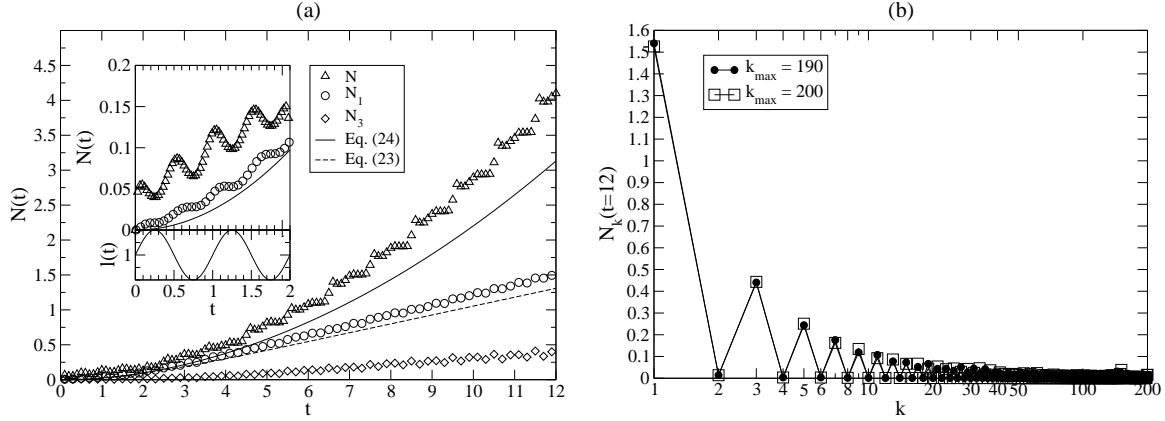 (a)
N(t)
4.5
4
3.5
3
2.5
2
1.5
1
0.5
0
0 1 2 3 4 5 6 7 8 9 10 11 12
t
N(t)
0.2
0.15
0.1
0.05
0
l(t)
1
0 0.5 1 1.5 2
t
N
N1
N3
Eq. (24)
Eq. (23)
(b)
Nk(t=12)
1.6
1.5
1.4
1.3
1.2
1.1
1
0.9
0.8
0.7
0.6
0.5
0.4
0.3
0.2
0.1
0
kmax = 190
kmax = 200
1 2 3 4 5 6 8 10 20 30 40 50 100 200
k